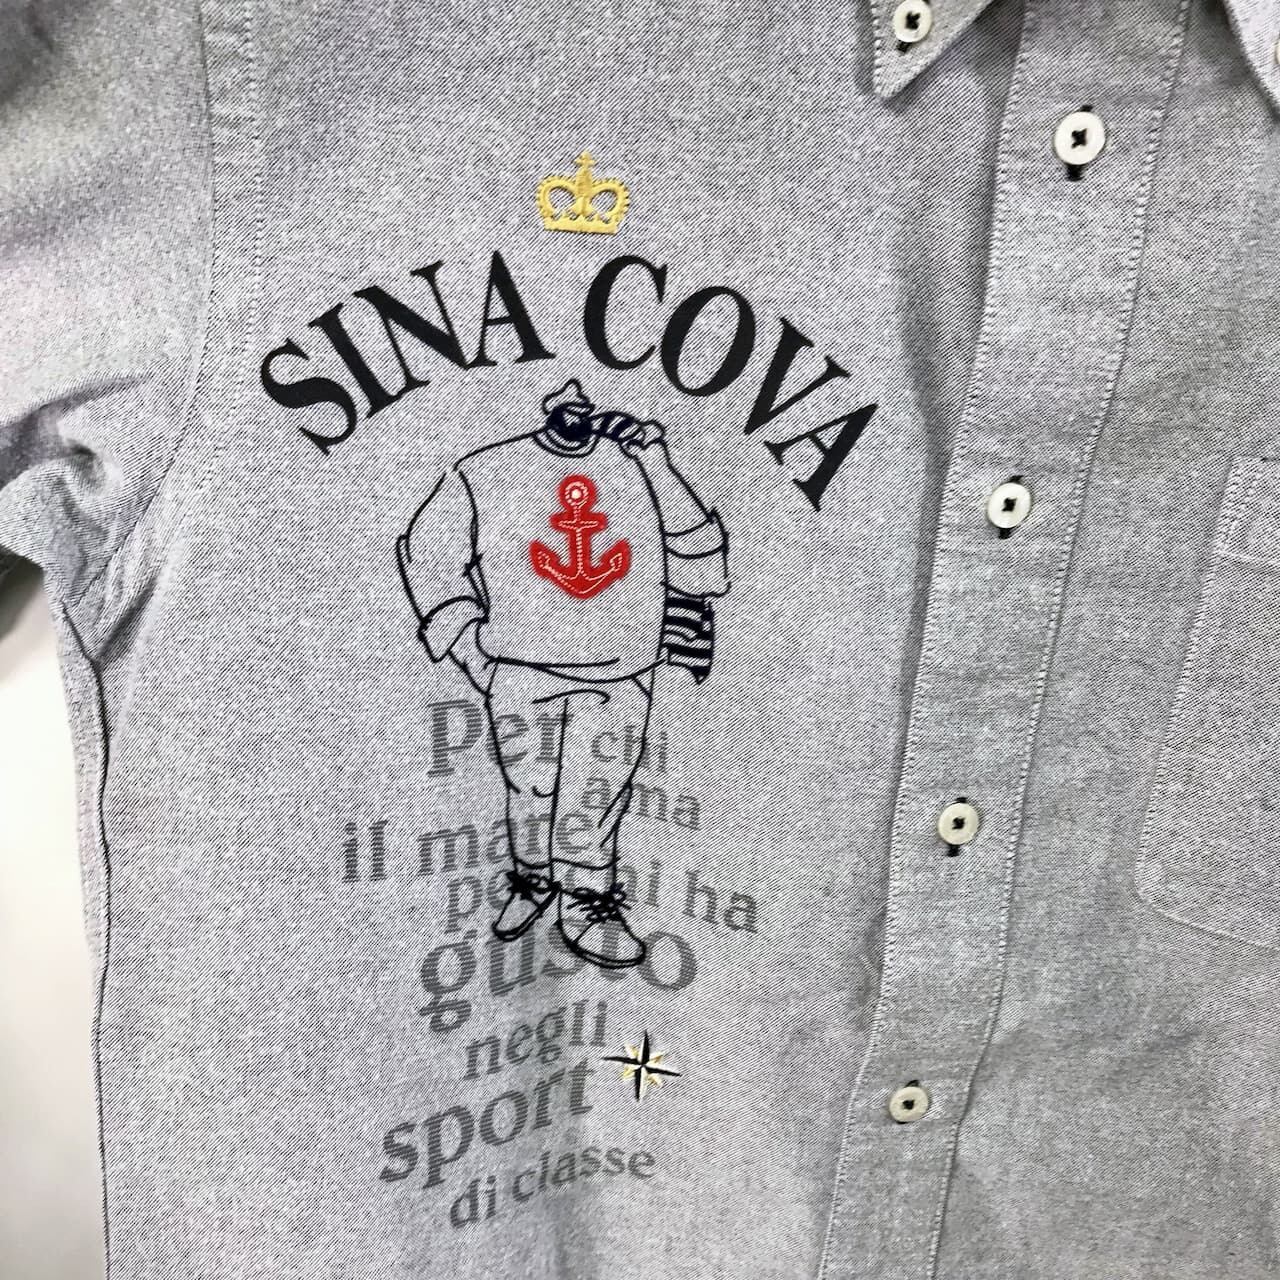 SINA COVA
Per chi
ama
il mare
per chi ha
gusto
negli
sport
di classe